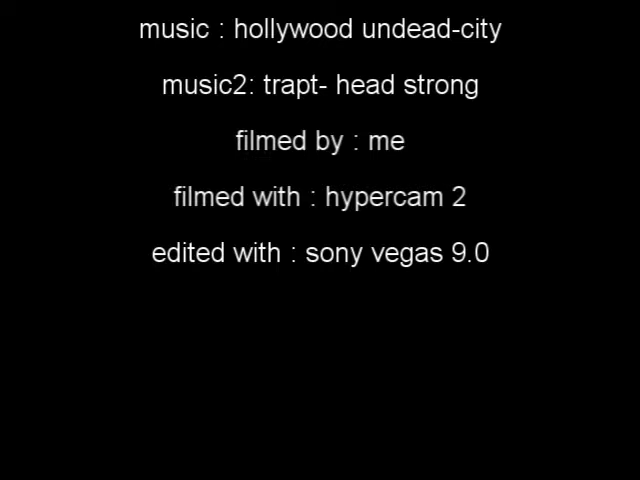 music : hollywood undead-city
music2: trapt- head strong
filmed by : me
filmed with : hypercam 2
edited with : sony vegas 9.0